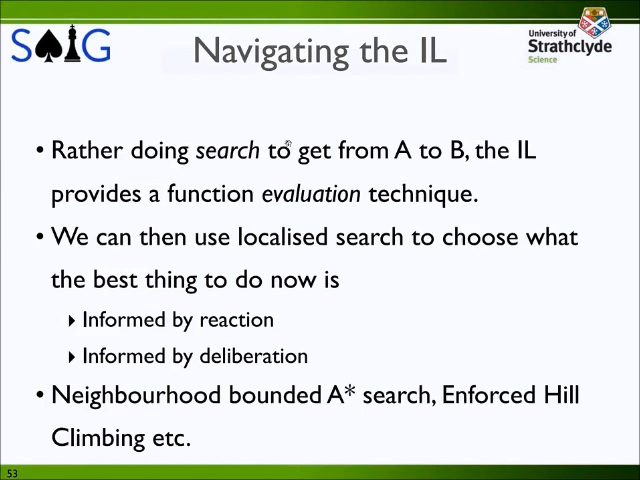 SAIG
Navigating the IL
University of
Strathclyde
Science
• Rather doing search to get from A to B, the IL
provides a function evaluation technique.
• We can then use localised search to choose what
the best thing to do now is
Informed by reaction
Informed by deliberation
• Neighbourhood bounded A* search, Enforced Hill
Climbing etc.
53